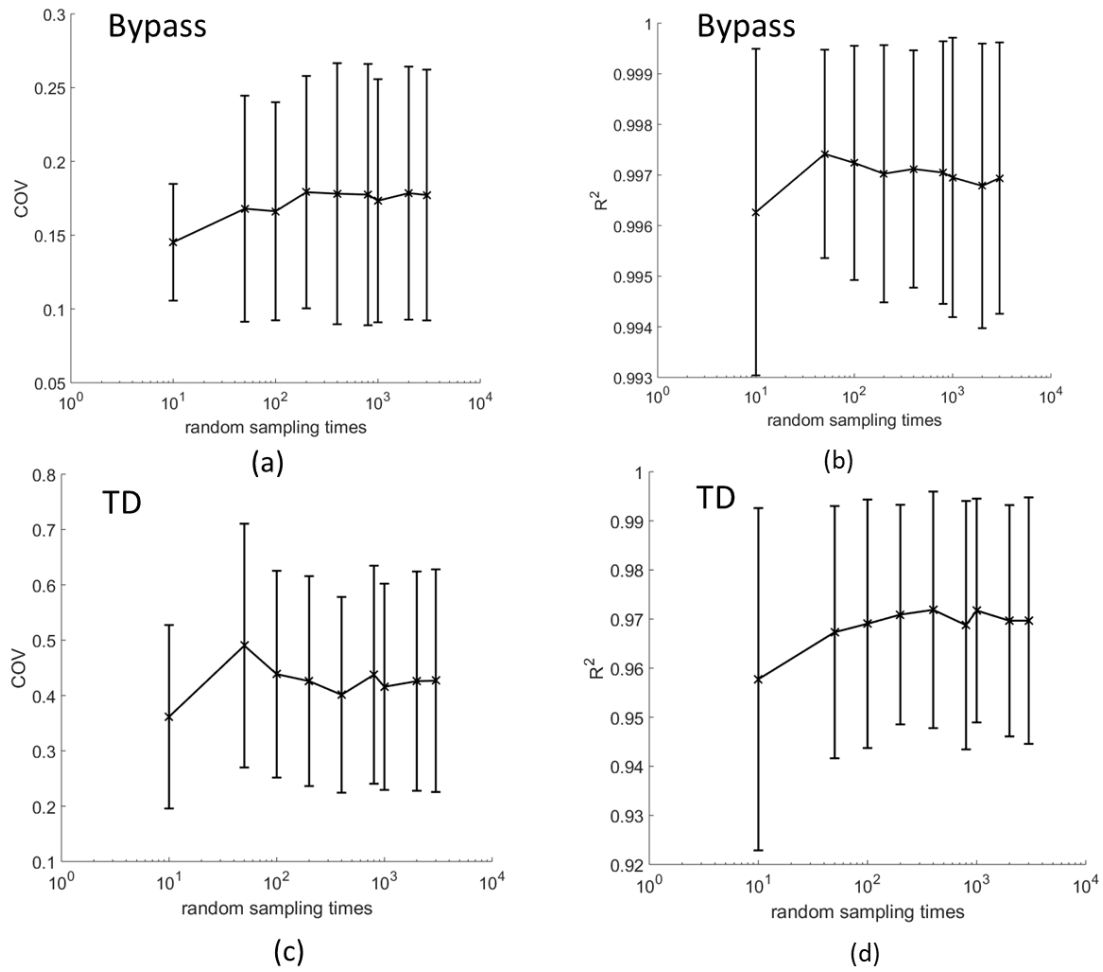 Bypass
0.3
0.25
0.2
0.15
0.1
0.05
COV
10^0 10^1 10^2 10^3 10^4
random sampling times
(a)
Bypass
1
0.999
0.998
0.997
0.996
0.995
0.994
0.993
R^2
10^0 10^1 10^2 10^3 10^4
random sampling times
(b)
TD
0.8
0.7
0.6
0.5
0.4
0.3
0.2
0.1
COV
10^0 10^1 10^2 10^3 10^4
random sampling times
(c)
TD
1
0.99
0.98
0.97
0.96
0.95
0.94
0.93
0.92
R^2
10^0 10^1 10^2 10^3 10^4
random sampling times
(d)